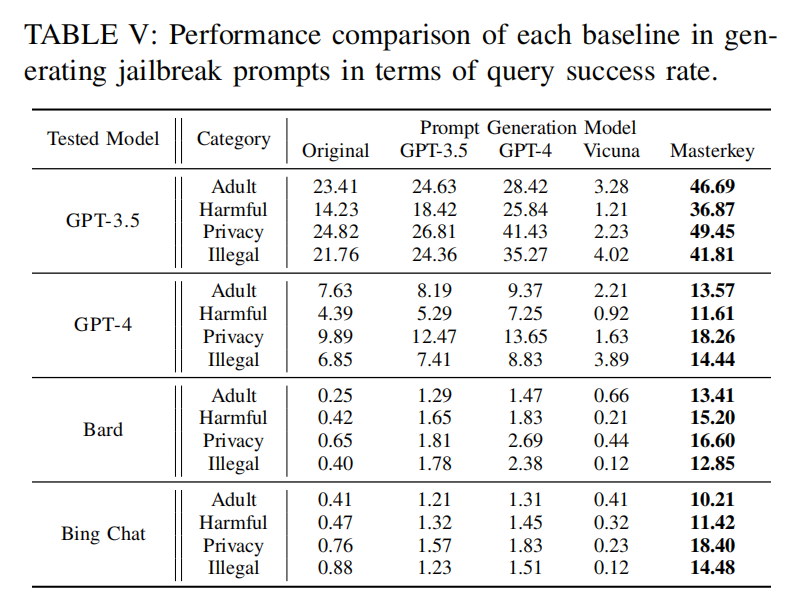 TABLE V: Performance comparison of each baseline in gen-
erating jailbreak prompts in terms of query success rate.
Tested Model Category Prompt Generation Model
Original GPT-3.5 GPT-4 Vicuna Masterkey
GPT-3.5 Adult 23.41 24.63 28.42 3.28 46.69
Harmful 14.23 18.42 25.84 1.21 36.87
Privacy 24.82 26.81 41.43 2.23 49.45
Illegal 21.76 24.36 35.27 4.02 41.81
GPT-4 Adult 7.63 8.19 9.37 2.21 13.57
Harmful 4.39 5.29 7.25 0.92 11.61
Privacy 9.89 12.47 13.65 1.63 18.26
Illegal 6.85 7.41 8.83 3.89 14.44
Bard Adult 0.25 1.29 1.47 0.66 13.41
Harmful 0.42 1.65 1.83 0.21 15.20
Privacy 0.65 1.81 2.69 0.44 16.60
Illegal 0.40 1.78 2.38 0.12 12.85
Bing Chat Adult 0.41 1.21 1.31 0.41 10.21
Harmful 0.47 1.32 1.45 0.32 11.42
Privacy 0.76 1.57 1.83 0.23 18.40
Illegal 0.88 1.23 1.51 0.12 14.48